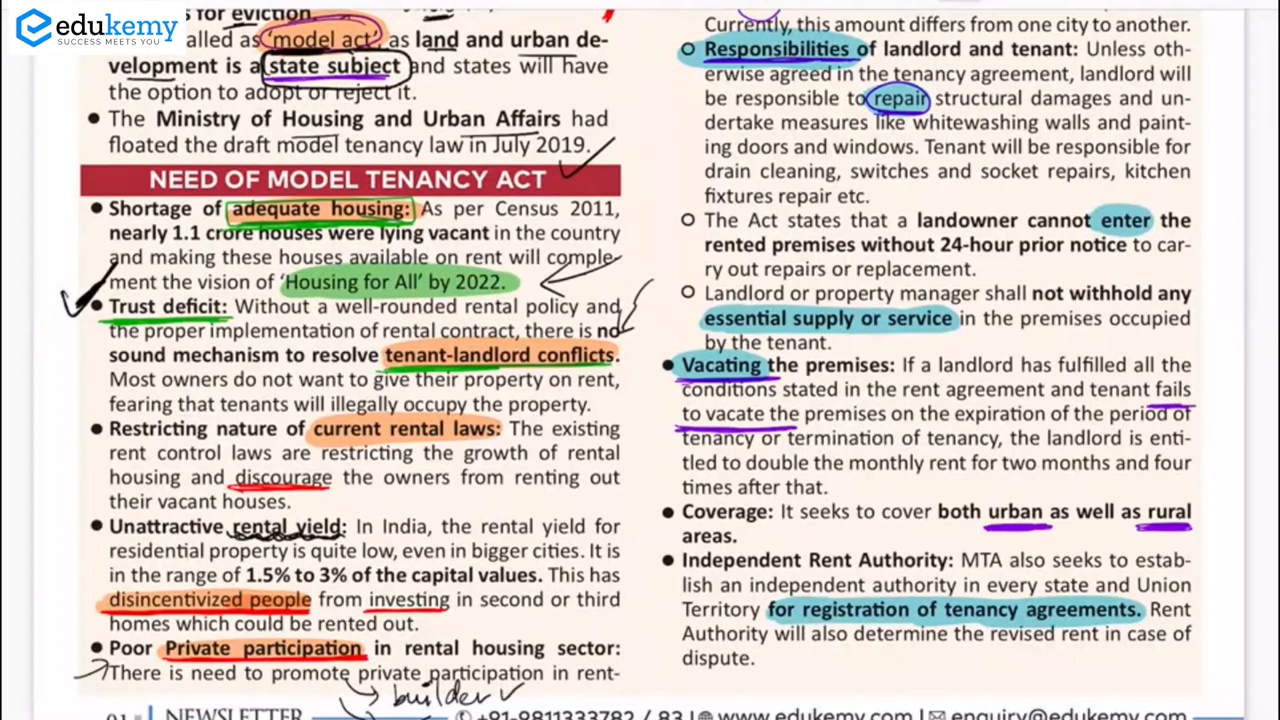 edukemy
SUCCESS MEETS YOU
s for eviction.
alled as 'model act', as land and urban de-
velopment is a state subject and states will have
the option to adopt or reject it.
● The Ministry of Housing and Urban Affairs had
floated the draft model tenancy law in July 2019.
NEED OF MODEL TENANCY ACT
● Shortage of adequate housing: As per Census 2011,
nearly 1.1 crore houses were lying vacant in the country
and making these houses available on rent will comple-
ment the vision of 'Housing for All' by 2022.
● Trust deficit: Without a well-rounded rental policy and
the proper implementation of rental contract, there is no
sound mechanism to resolve tenant-landlord conflicts.
Most owners do not want to give their property on rent,
fearing that tenants will illegally occupy the property.
● Restricting nature of current rental laws: The existing
rent control laws are restricting the growth of rental
housing and discourage the owners from renting out
their vacant houses.
● Unattractive rental yield: In India, the rental yield for
residential property is quite low, even in bigger cities. It is
in the range of 1.5% to 3% of the capital values. This has
disincentivized people from investing in second or third
homes which could be rented out.
● Poor Private participation in rental housing sector:
There is need to promote private participation in rent-
builder
Currently, this amount differs from one city to another.
○ Responsibilities of landlord and tenant: Unless oth-
erwise agreed in the tenancy agreement, landlord will
be responsible to repair structural damages and un-
dertake measures like whitewashing walls and paint-
ing doors and windows. Tenant will be responsible for
drain cleaning, switches and socket repairs, kitchen
fixtures repair etc.
○ The Act states that a landowner cannot enter the
rented premises without 24-hour prior notice to car-
ry out repairs or replacement.
○ Landlord or property manager shall not withhold any
essential supply or service in the premises occupied
by the tenant.
● Vacating the premises: If a landlord has fulfilled all the
conditions stated in the rent agreement and tenant fails
to vacate the premises on the expiration of the period of
tenancy or termination of tenancy, the landlord is enti-
tled to double the monthly rent for two months and four
times after that.
● Coverage: It seeks to cover both urban as well as rural
areas.
● Independent Rent Authority: MTA also seeks to estab-
lish an independent authority in every state and Union
Territory for registration of tenancy agreements. Rent
Authority will also determine the revised rent in case of
dispute.
NEWSLETTER
+91-9811333782 / 83 | www.edukemy.com | enquiry@edukemy.com